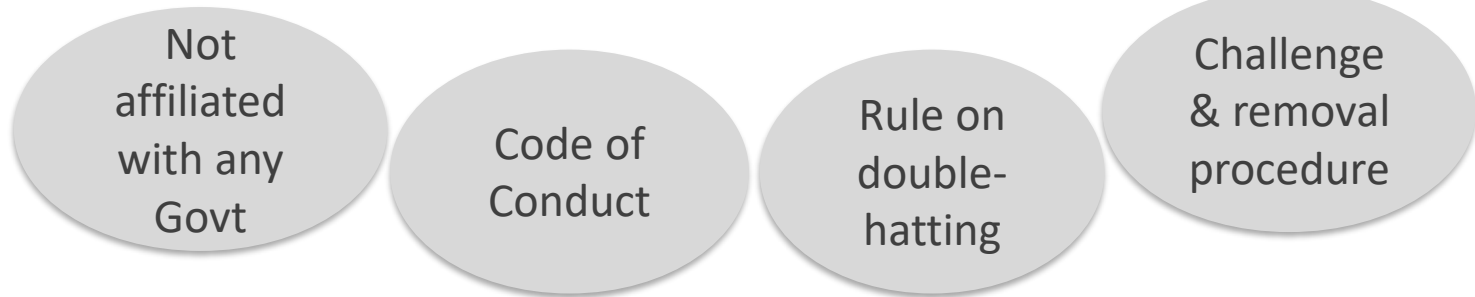 Not
affiliated
with any
Govt
Code of
Conduct
Rule on
double-
hatting
Challenge
& removal
procedure